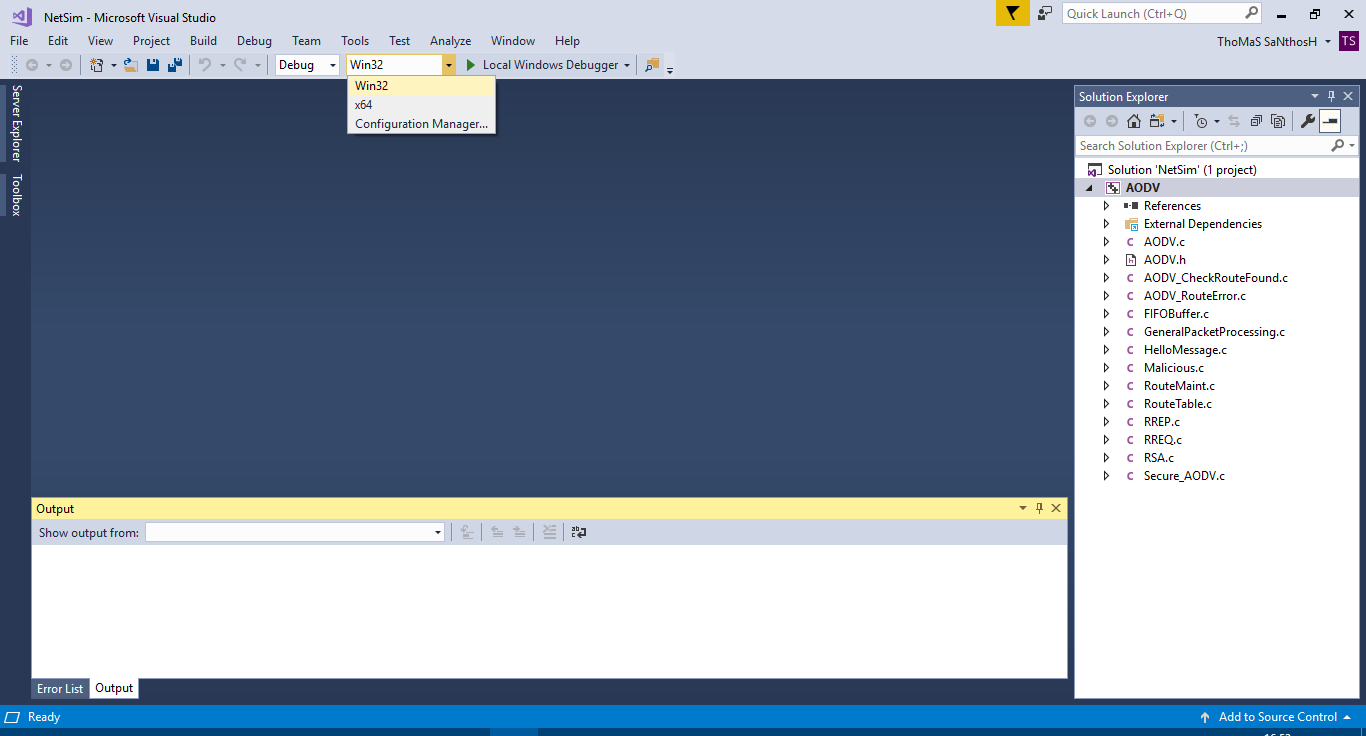 NetSim - Microsoft Visual Studio
Quick Launch (Ctrl+Q)
File Edit View Project Build Debug Team Tools Test Analyze Window Help
ThoMaS SaNthosH TS
Debug Win32 Local Windows Debugger
Win32
x64
Configuration Manager...
Server Explorer
Toolbox
Solution Explorer
Search Solution Explorer (Ctrl+;)
Solution 'NetSim' (1 project)
AODV
References
External Dependencies
AODV.c
AODV.h
AODV_CheckRouteFound.c
AODV_RouteError.c
FIFOBuffer.c
GeneralPacketProcessing.c
HelloMessage.c
Malicious.c
RouteMaint.c
RouteTable.c
RREP.c
RREQ.c
RSA.c
Secure_AODV.c
Output
Show output from:
Error List Output
Ready
Add to Source Control